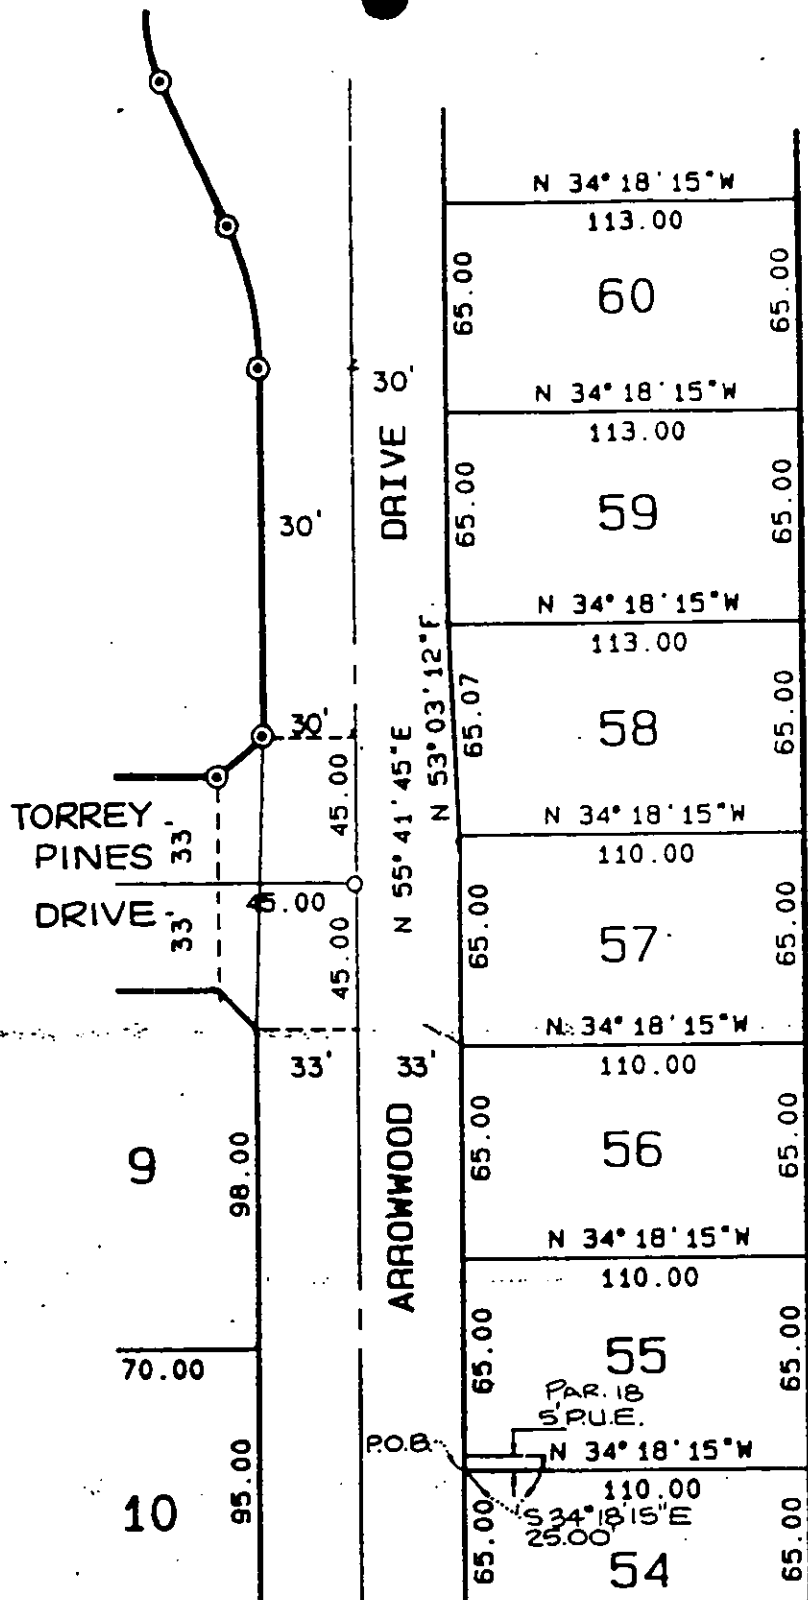 N 34° 18' 15" W
113.00
65.00
60
65.00
30'
N 34° 18' 15" W
113.00
65.00
59
65.00
30'
N 34° 18' 15" W
113.00
65.07
58
65.00
N 53° 03' 12" E
N 55° 41' 45" E
30'
45.00
TORREY
PINES
DRIVE
33'
33'
45.00
45.00
N 34° 18' 15" W
110.00
65.00
57
65.00
N 34° 18' 15" W
110.00
33'
33'
65.00
56
65.00
9
98.00
ARROWWOOD DRIVE
N 34° 18' 15" W
110.00
65.00
55
65.00
70.00
PAR. 18
5' P.U.E.
P.O.B.
N 34° 18' 15" W
110.00
S 34° 18' 15" E
25.00'
10
95.00
65.00
54
65.00